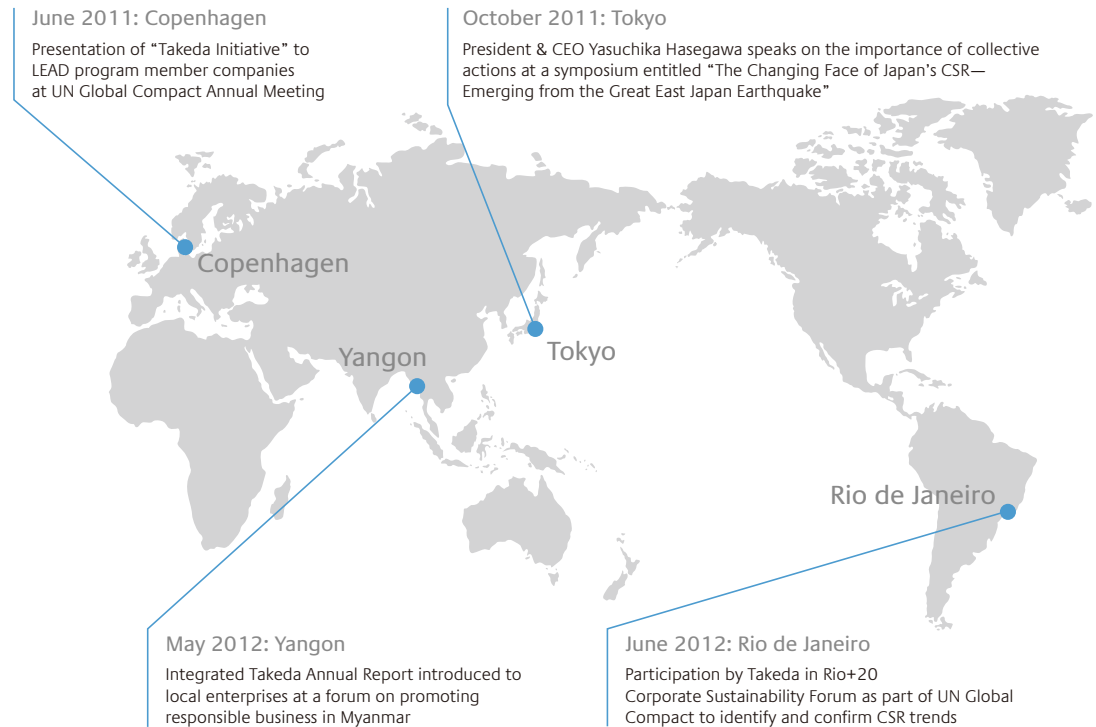 June 2011: Copenhagen
Presentation of “Takeda Initiative” to
LEAD program member companies
at UN Global Compact Annual Meeting
October 2011: Tokyo
President & CEO Yasuchika Hasegawa speaks on the importance of collective
actions at a symposium entitled “The Changing Face of Japan’s CSR—
Emerging from the Great East Japan Earthquake”
Copenhagen
Tokyo
Yangon
Rio de Janeiro
May 2012: Yangon
Integrated Takeda Annual Report introduced to
local enterprises at a forum on promoting
responsible business in Myanmar
June 2012: Rio de Janeiro
Participation by Takeda in Rio+20
Corporate Sustainability Forum as part of UN Global
Compact to identify and confirm CSR trends